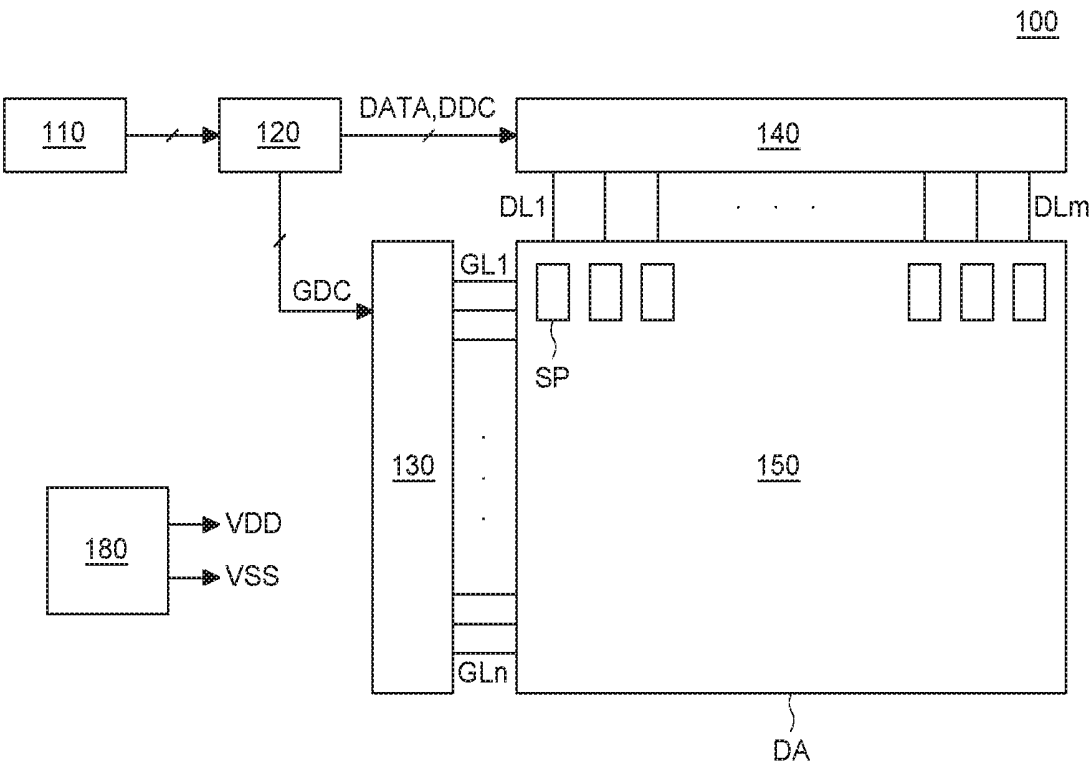 100
110
120
DATA,DDC
140
DL1
. . .
DLm
GDC
GL1
SP
130
150
180
VDD
VSS
GLn
DA